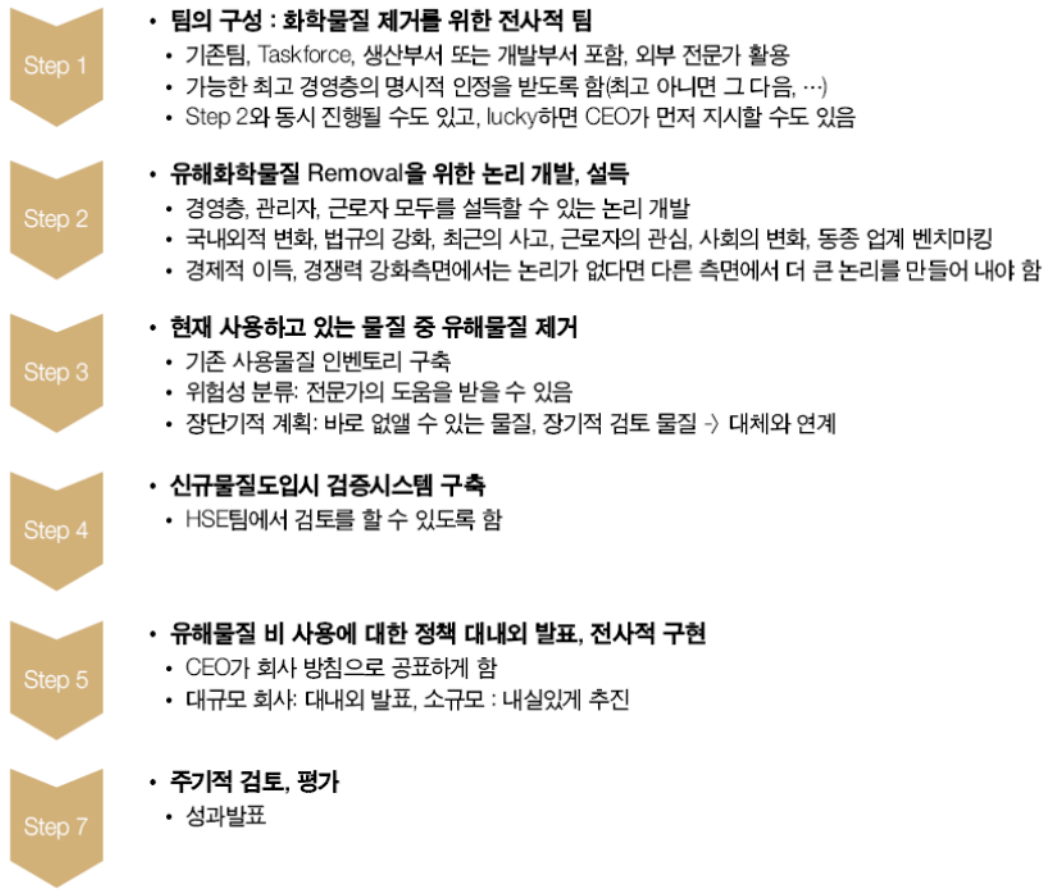 Step 1
• 팀의 구성 : 화학물질 제거를 위한 전사적 팀
• 기존팀, Taskforce, 생산부서 또는 개발부서 포함, 외부 전문가 활용
• 가능한 최고 경영층의 명시적 인정을 받도록 함(최고 아니면 그 다음, …)
• Step 2와 동시 진행될 수도 있고, lucky하면 CEO가 먼저 지시할 수도 있음
Step 2
• 유해화학물질 Removal을 위한 논리 개발, 설득
• 경영층, 관리자, 근로자 모두를 설득할 수 있는 논리 개발
• 국내외적 변화, 법규의 강화, 최근의 사고, 근로자의 관심, 사회의 변화, 동종 업계 벤치마킹
• 경제적 이득, 경쟁력 강화측면에서는 논리가 없다면 다른 측면에서 더 큰 논리를 만들어 내야 함
Step 3
• 현재 사용하고 있는 물질 중 유해물질 제거
• 기존 사용물질 인벤토리 구축
• 위험성 분류: 전문가의 도움을 받을 수 있음
• 장단기적 계획: 바로 없앨 수 있는 물질, 장기적 검토 물질 -> 대체와 연계
Step 4
• 신규물질도입시 검증시스템 구축
• HSE팀에서 검토를 할 수 있도록 함
Step 5
• 유해물질 비 사용에 대한 정책 대내외 발표, 전사적 구현
• CEO가 회사 방침으로 공표하게 함
• 대규모 회사: 대내외 발표, 소규모 : 내실있게 추진
Step 7
• 주기적 검토, 평가
• 성과발표